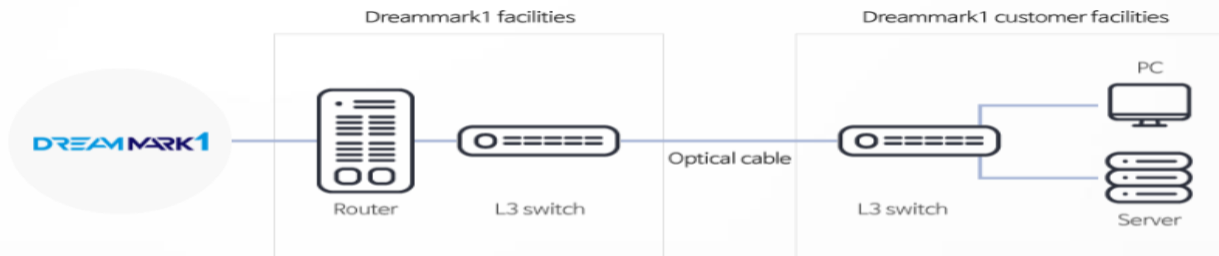 Dreammark1 facilities
Dreammark1 customer facilities
PC
DREAMMARK1
Optical cable
Router
L3 switch
L3 switch
Server